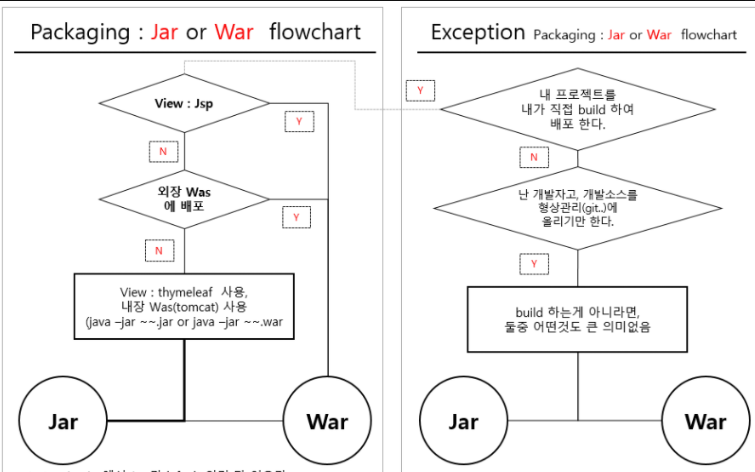 Packaging : Jar or War flowchart
View : Jsp
Y
N
외장 Was
에 배포
Y
N
View : thymeleaf 사용,
내장 Was(tomcat) 사용
(java –jar ~~.jar or java –jar ~~.war
Jar
War
Exception Packaging : Jar or War flowchart
Y
내 프로젝트를
내가 직접 build 하여
배포 한다.
N
난 개발자고, 개발소스를
형상관리(git..)에
올리기만 한다.
Y
build 하는게 아니라면,
둘중 어떤것도 큰 의미없음
Jar
War